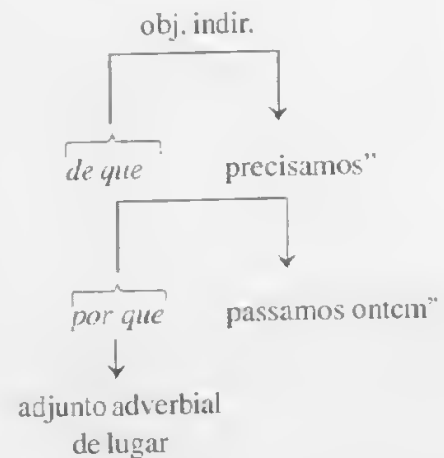 obj. indir.
de que precisamos”
por que passamos ontem”
adjunto adverbial
de lugar